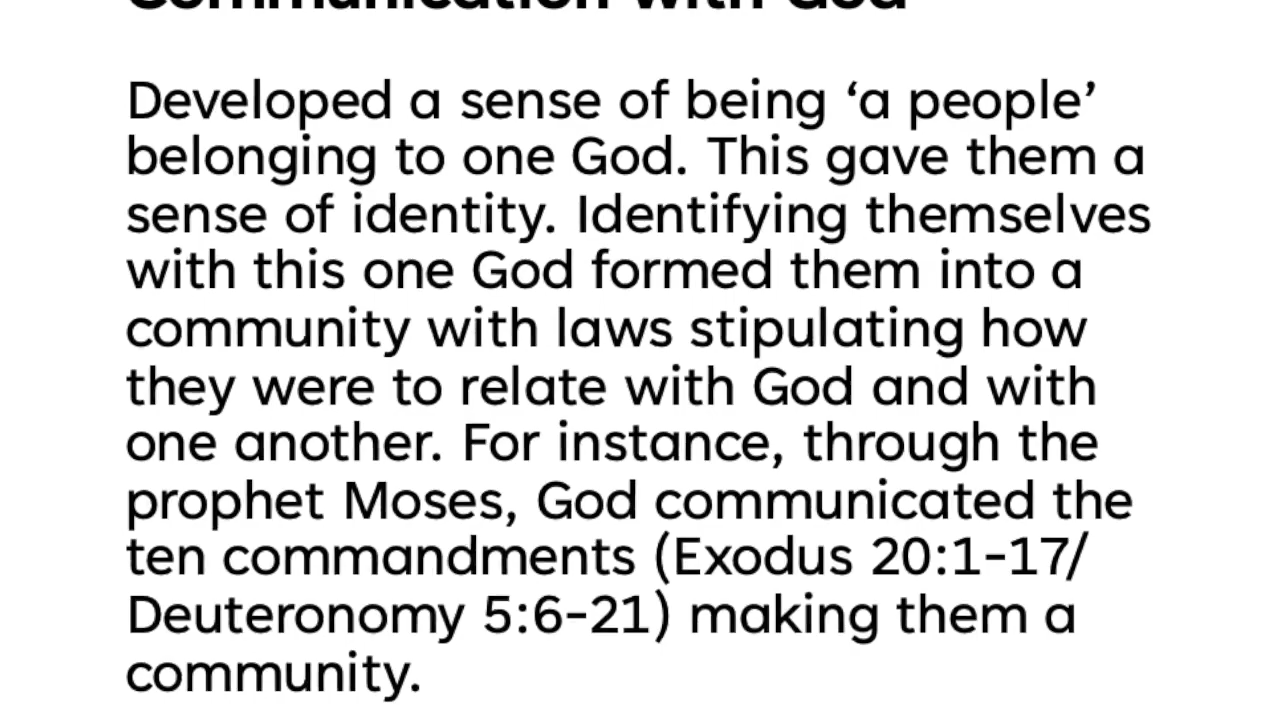 Communication with God
Developed a sense of being ‘a people’
belonging to one God. This gave them a
sense of identity. Identifying themselves
with this one God formed them into a
community with laws stipulating how
they were to relate with God and with
one another. For instance, through the
prophet Moses, God communicated the
ten commandments (Exodus 20:1-17/
Deuteronomy 5:6-21) making them a
community.